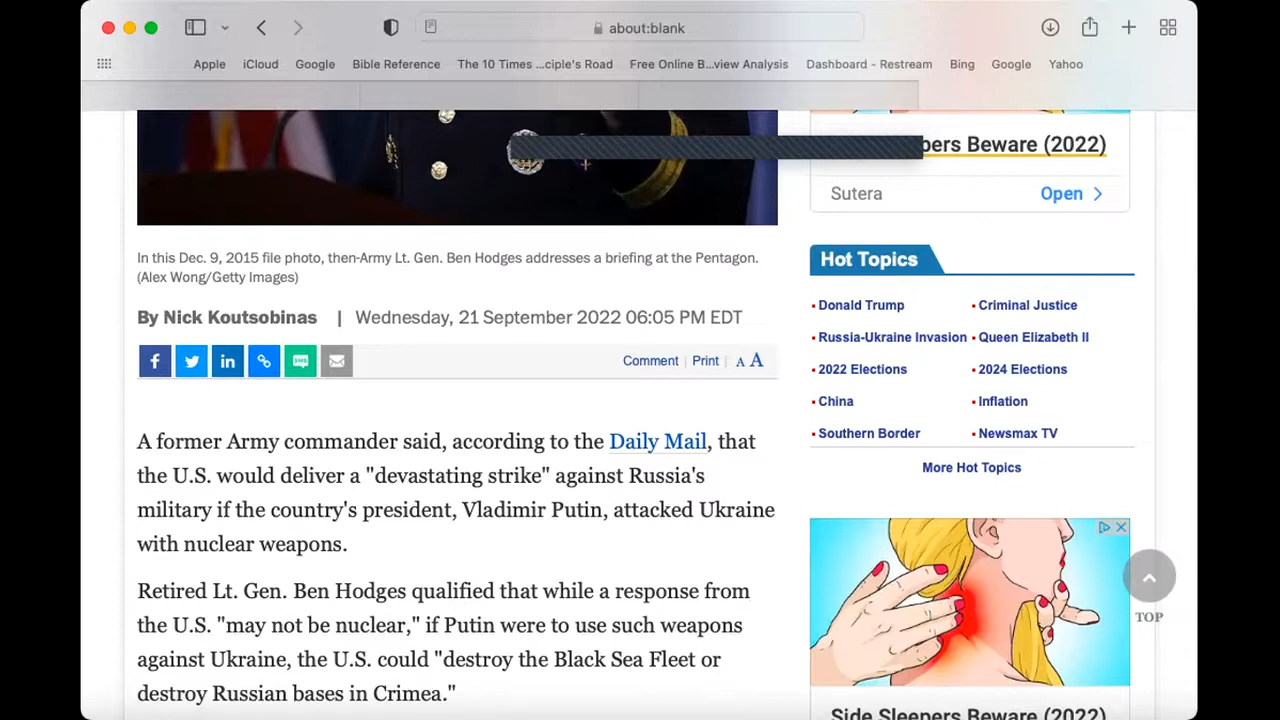 about:blank
Apple iCloud Google Bible Reference The 10 Times ...ciple's Road Free Online B...view Analysis Dashboard - Restream Bing Google Yahoo
In this Dec. 9, 2015 file photo, then-Army Lt. Gen. Ben Hodges addresses a briefing at the Pentagon.
(Alex Wong/Getty Images)
By Nick Koutsobinas | Wednesday, 21 September 2022 06:05 PM EDT
f in SMS Comment | Print | A A
A former Army commander said, according to the Daily Mail, that
the U.S. would deliver a "devastating strike" against Russia's
military if the country's president, Vladimir Putin, attacked Ukraine
with nuclear weapons.
Retired Lt. Gen. Ben Hodges qualified that while a response from
the U.S. "may not be nuclear," if Putin were to use such weapons
against Ukraine, the U.S. could "destroy the Black Sea Fleet or
destroy Russian bases in Crimea."
Beware (2022)
Sutera Open
Hot Topics
Donald Trump Criminal Justice
Russia-Ukraine Invasion Queen Elizabeth II
2022 Elections 2024 Elections
China Inflation
Southern Border Newsmax TV
More Hot Topics
TOP
Side Sleepers Beware (2022)